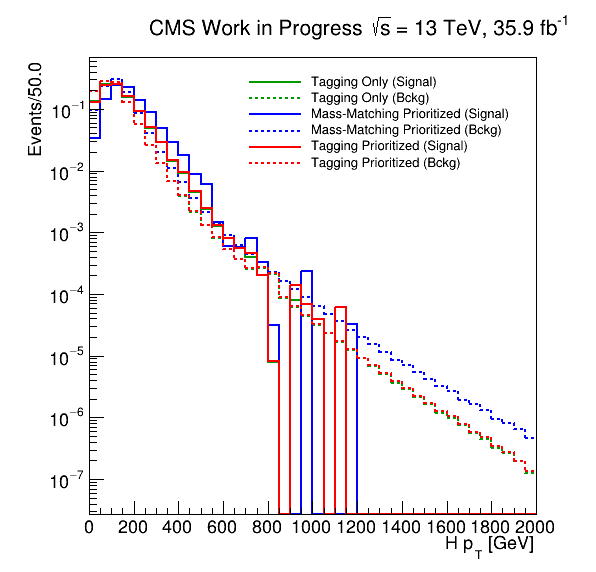 CMS Work in Progress √s = 13 TeV, 35.9 fb⁻¹
Events/50.0
Tagging Only (Signal)
Tagging Only (Bckg)
Mass-Matching Prioritized (Signal)
Mass-Matching Prioritized (Bckg)
Tagging Prioritized (Signal)
Tagging Prioritized (Bckg)
10⁻¹
10⁻²
10⁻³
10⁻⁴
10⁻⁵
10⁻⁶
10⁻⁷
0 200 400 600 800 1000 1200 1400 1600 1800 2000
H p_T [GeV]